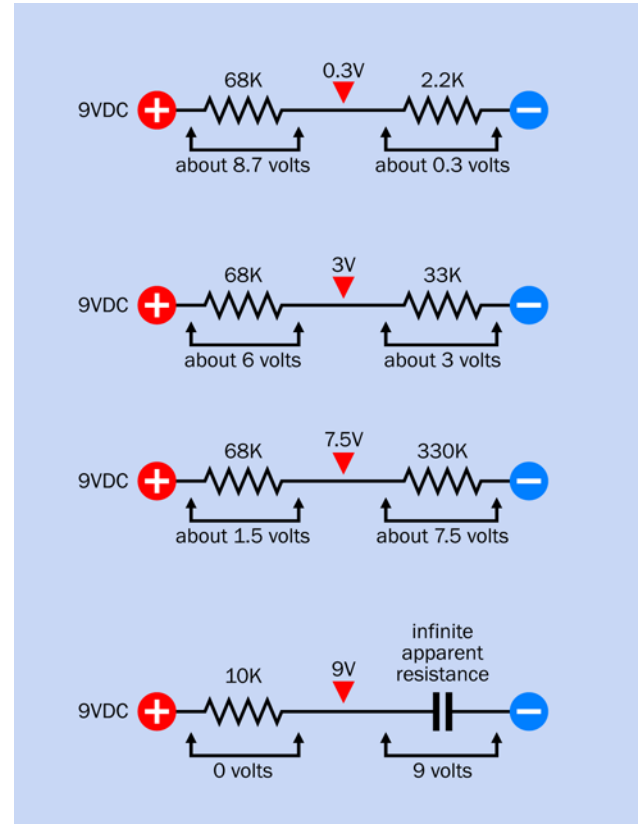 0.3V
68K
2.2K
9VDC
about 8.7 volts
about 0.3 volts
3V
68K
33K
9VDC
about 6 volts
about 3 volts
7.5V
68K
330K
9VDC
about 1.5 volts
about 7.5 volts
infinite
apparent
resistance
9V
10K
9VDC
0 volts
9 volts